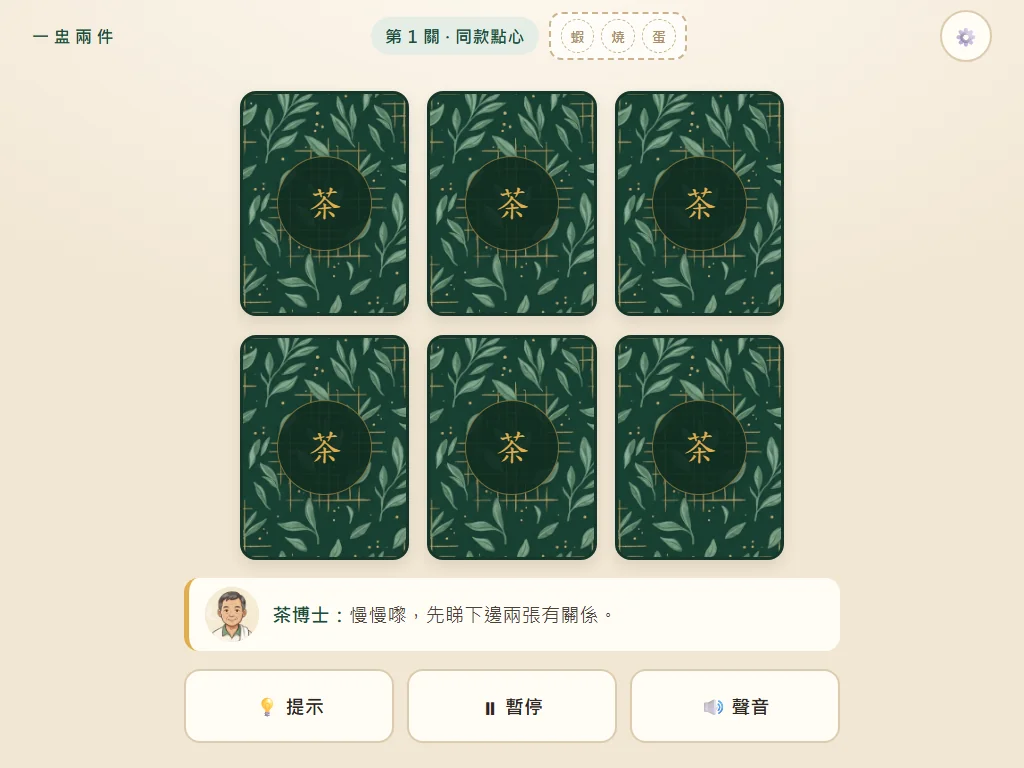 一盅兩件
第 1 關 · 同款點心
蝦 燒 蛋
茶 茶 茶
茶 茶 茶
茶博士：慢慢嚟，先睇下邊兩張有關係。
提示
暫停
聲音